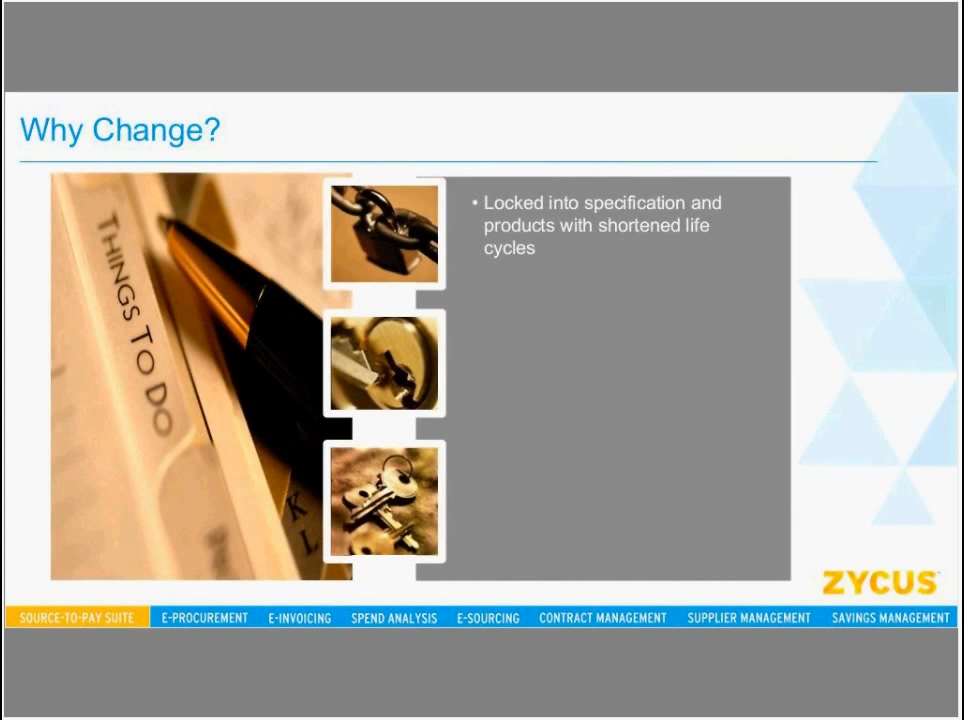 Why Change?
THINGS TO DO
K
L
• Locked into specification and
products with shortened life
cycles
ZYCUS
SOURCE-TO-PAY SUITE E-PROCUREMENT E-INVOICING SPEND ANALYSIS E-SOURCING CONTRACT MANAGEMENT SUPPLIER MANAGEMENT SAVINGS MANAGEMENT